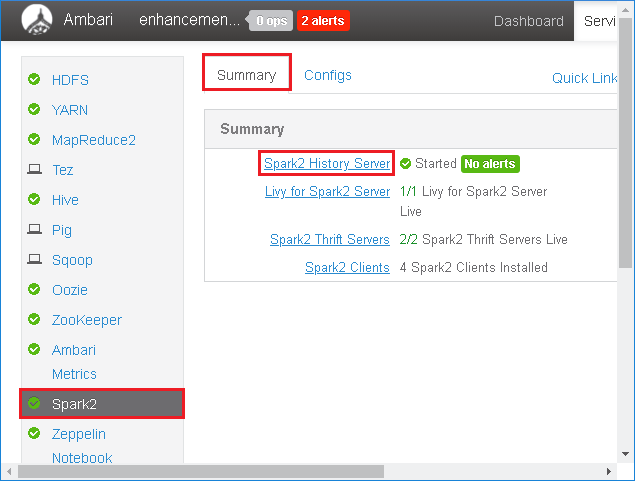 Ambari enhancemen... 0 ops 2 alerts Dashboard Servi
HDFS
YARN
MapReduce2
Tez
Hive
Pig
Sqoop
Oozie
ZooKeeper
Ambari
Metrics
Spark2
Zeppelin
Notebook
Summary Configs Quick Link
Summary
Spark2 History Server Started No alerts
Livy for Spark2 Server 1/1 Livy for Spark2 Server
Live
Spark2 Thrift Servers 2/2 Spark2 Thrift Servers Live
Spark2 Clients 4 Spark2 Clients Installed